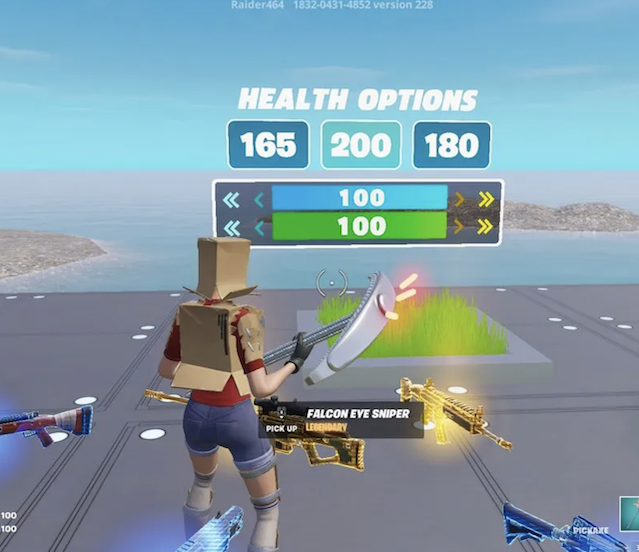 Raider464 1832-0431-4852 version 228
HEALTH OPTIONS
165 200 180
100
100
FALCON EYE SNIPER
PICK UP LEGENDARY
100
100
PICKAXE